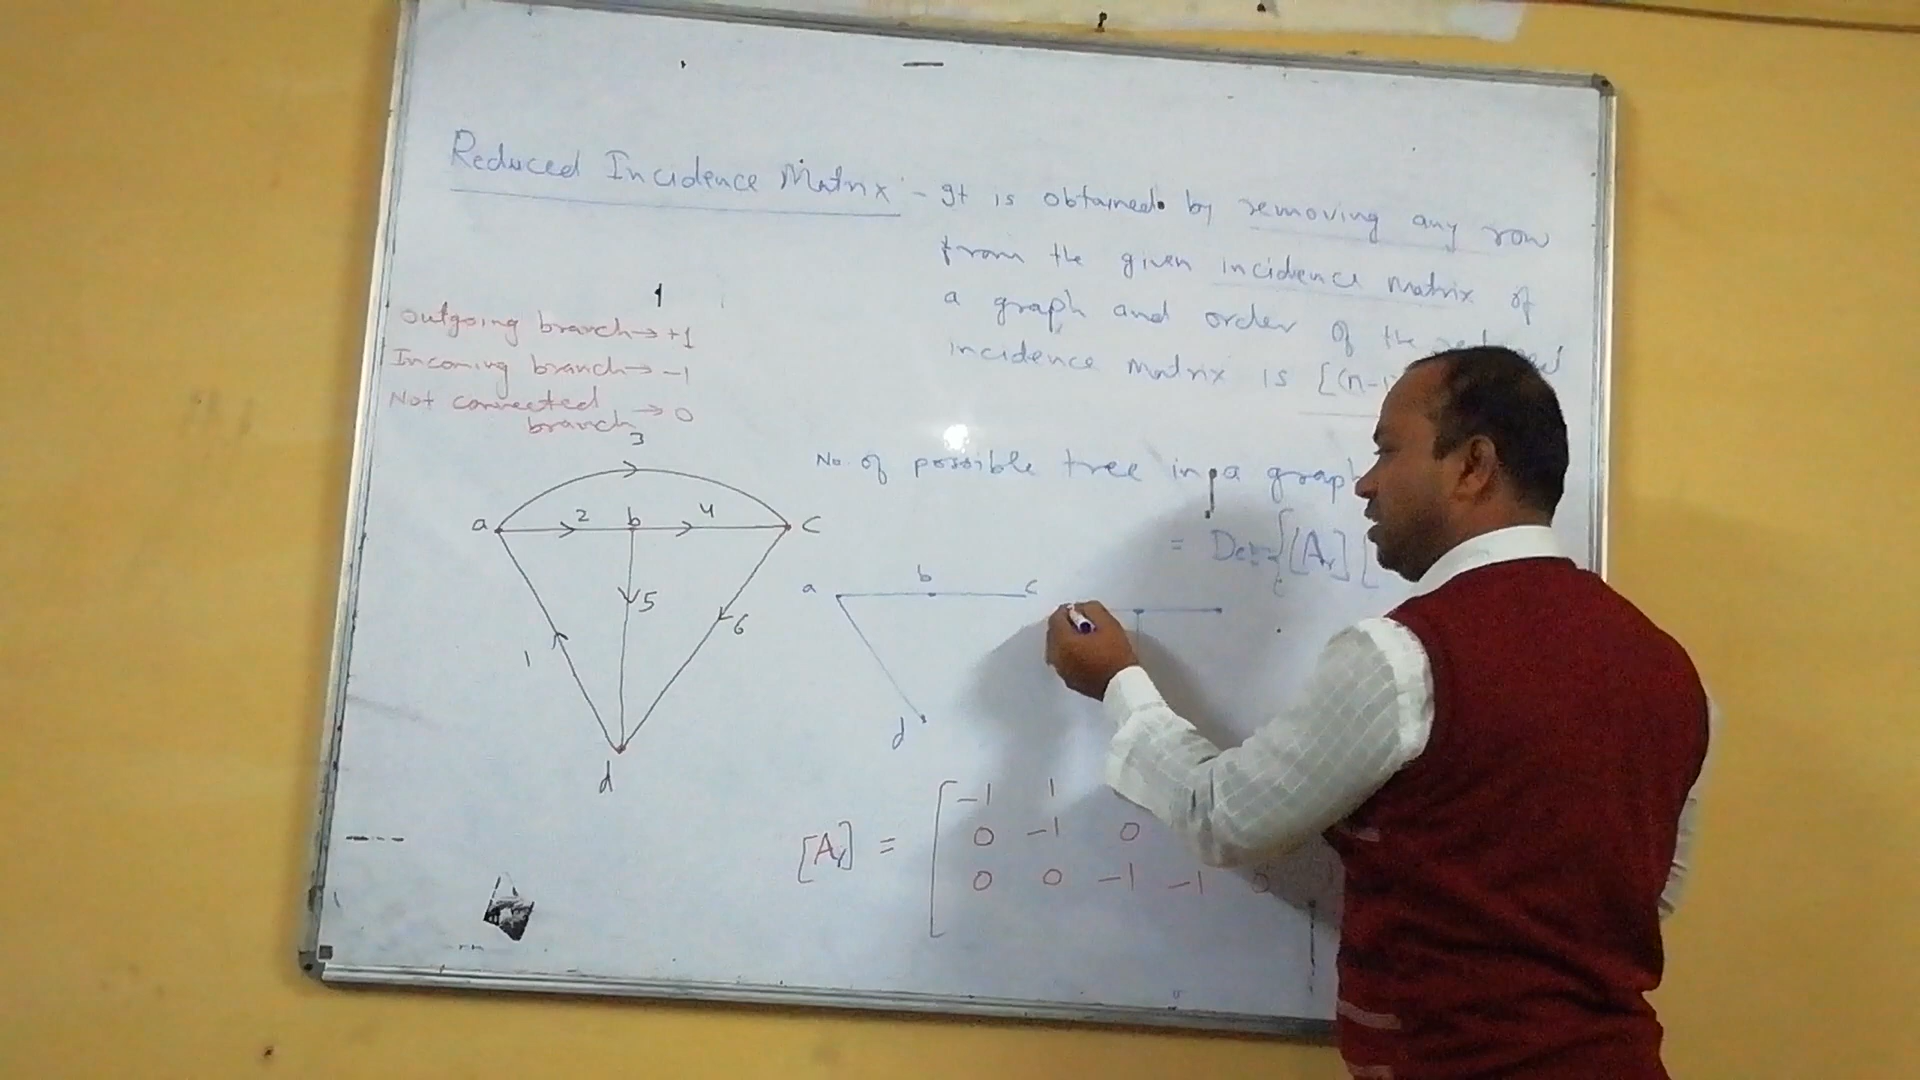 Reduced Incidence Matrix :- It is obtained by removing any row
from the given incidence matrix of
a graph and order of the
incidence matrix is [(n-1)
outgoing branch → +1
Incoming branch → -1
Not connected branch → 0
No. of possible tree in a graph
= Det {[Ar] [
3
a 2 b 4 c
5
6
1
d
a b c
d
[Ar] =
-1 1
0 -1 0
0 0 -1 -1 0